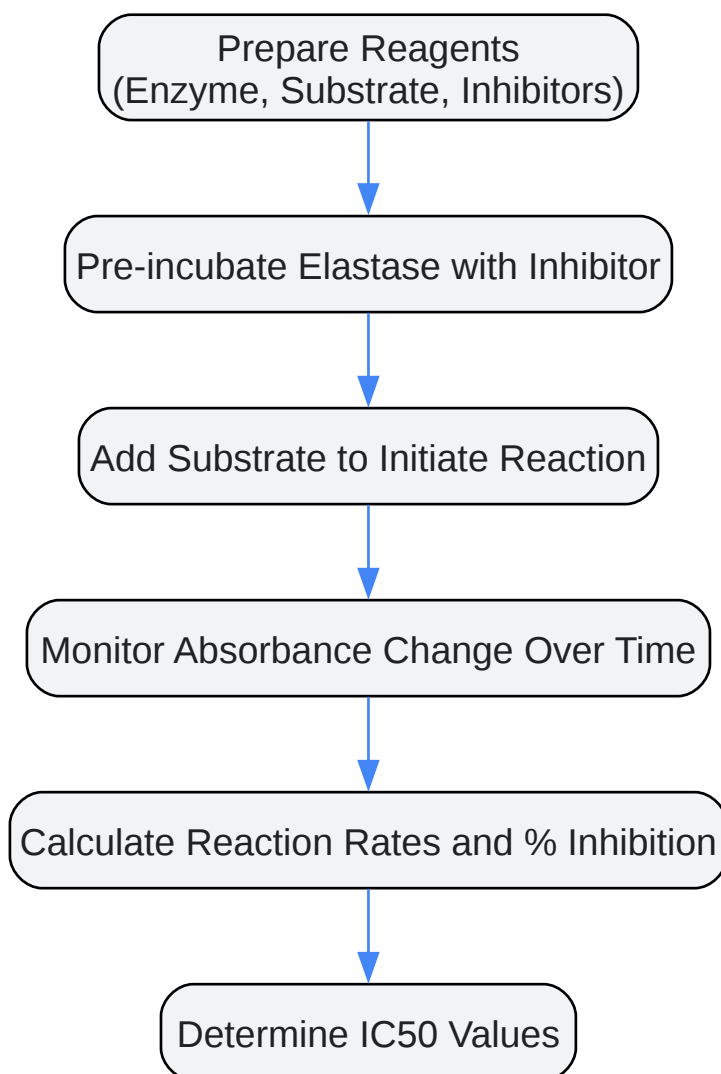 Prepare Reagents
(Enzyme, Substrate, Inhibitors)
Pre-incubate Elastase with Inhibitor
Add Substrate to Initiate Reaction
Monitor Absorbance Change Over Time
Calculate Reaction Rates and % Inhibition
Determine IC50 Values